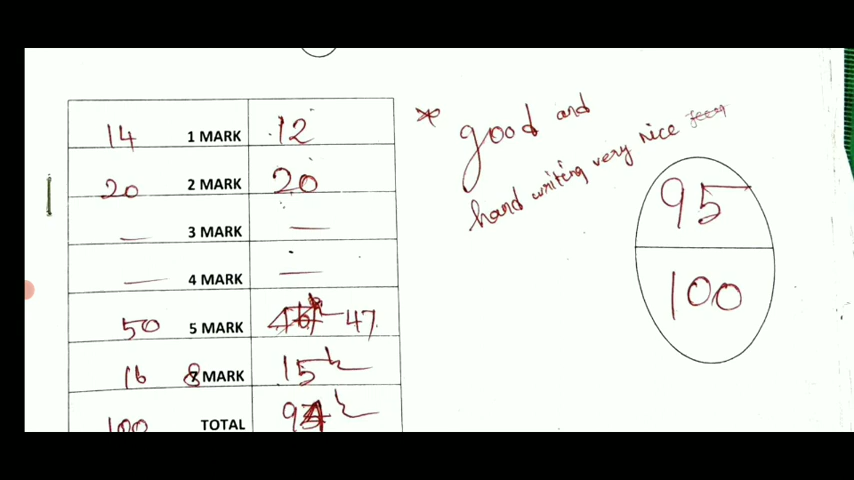 14 1 MARK 12
20 2 MARK 20
— 3 MARK —
— 4 MARK —
50 5 MARK 47
16 8 MARK 15½
100 TOTAL
* good and
hand writing very nice
95
100